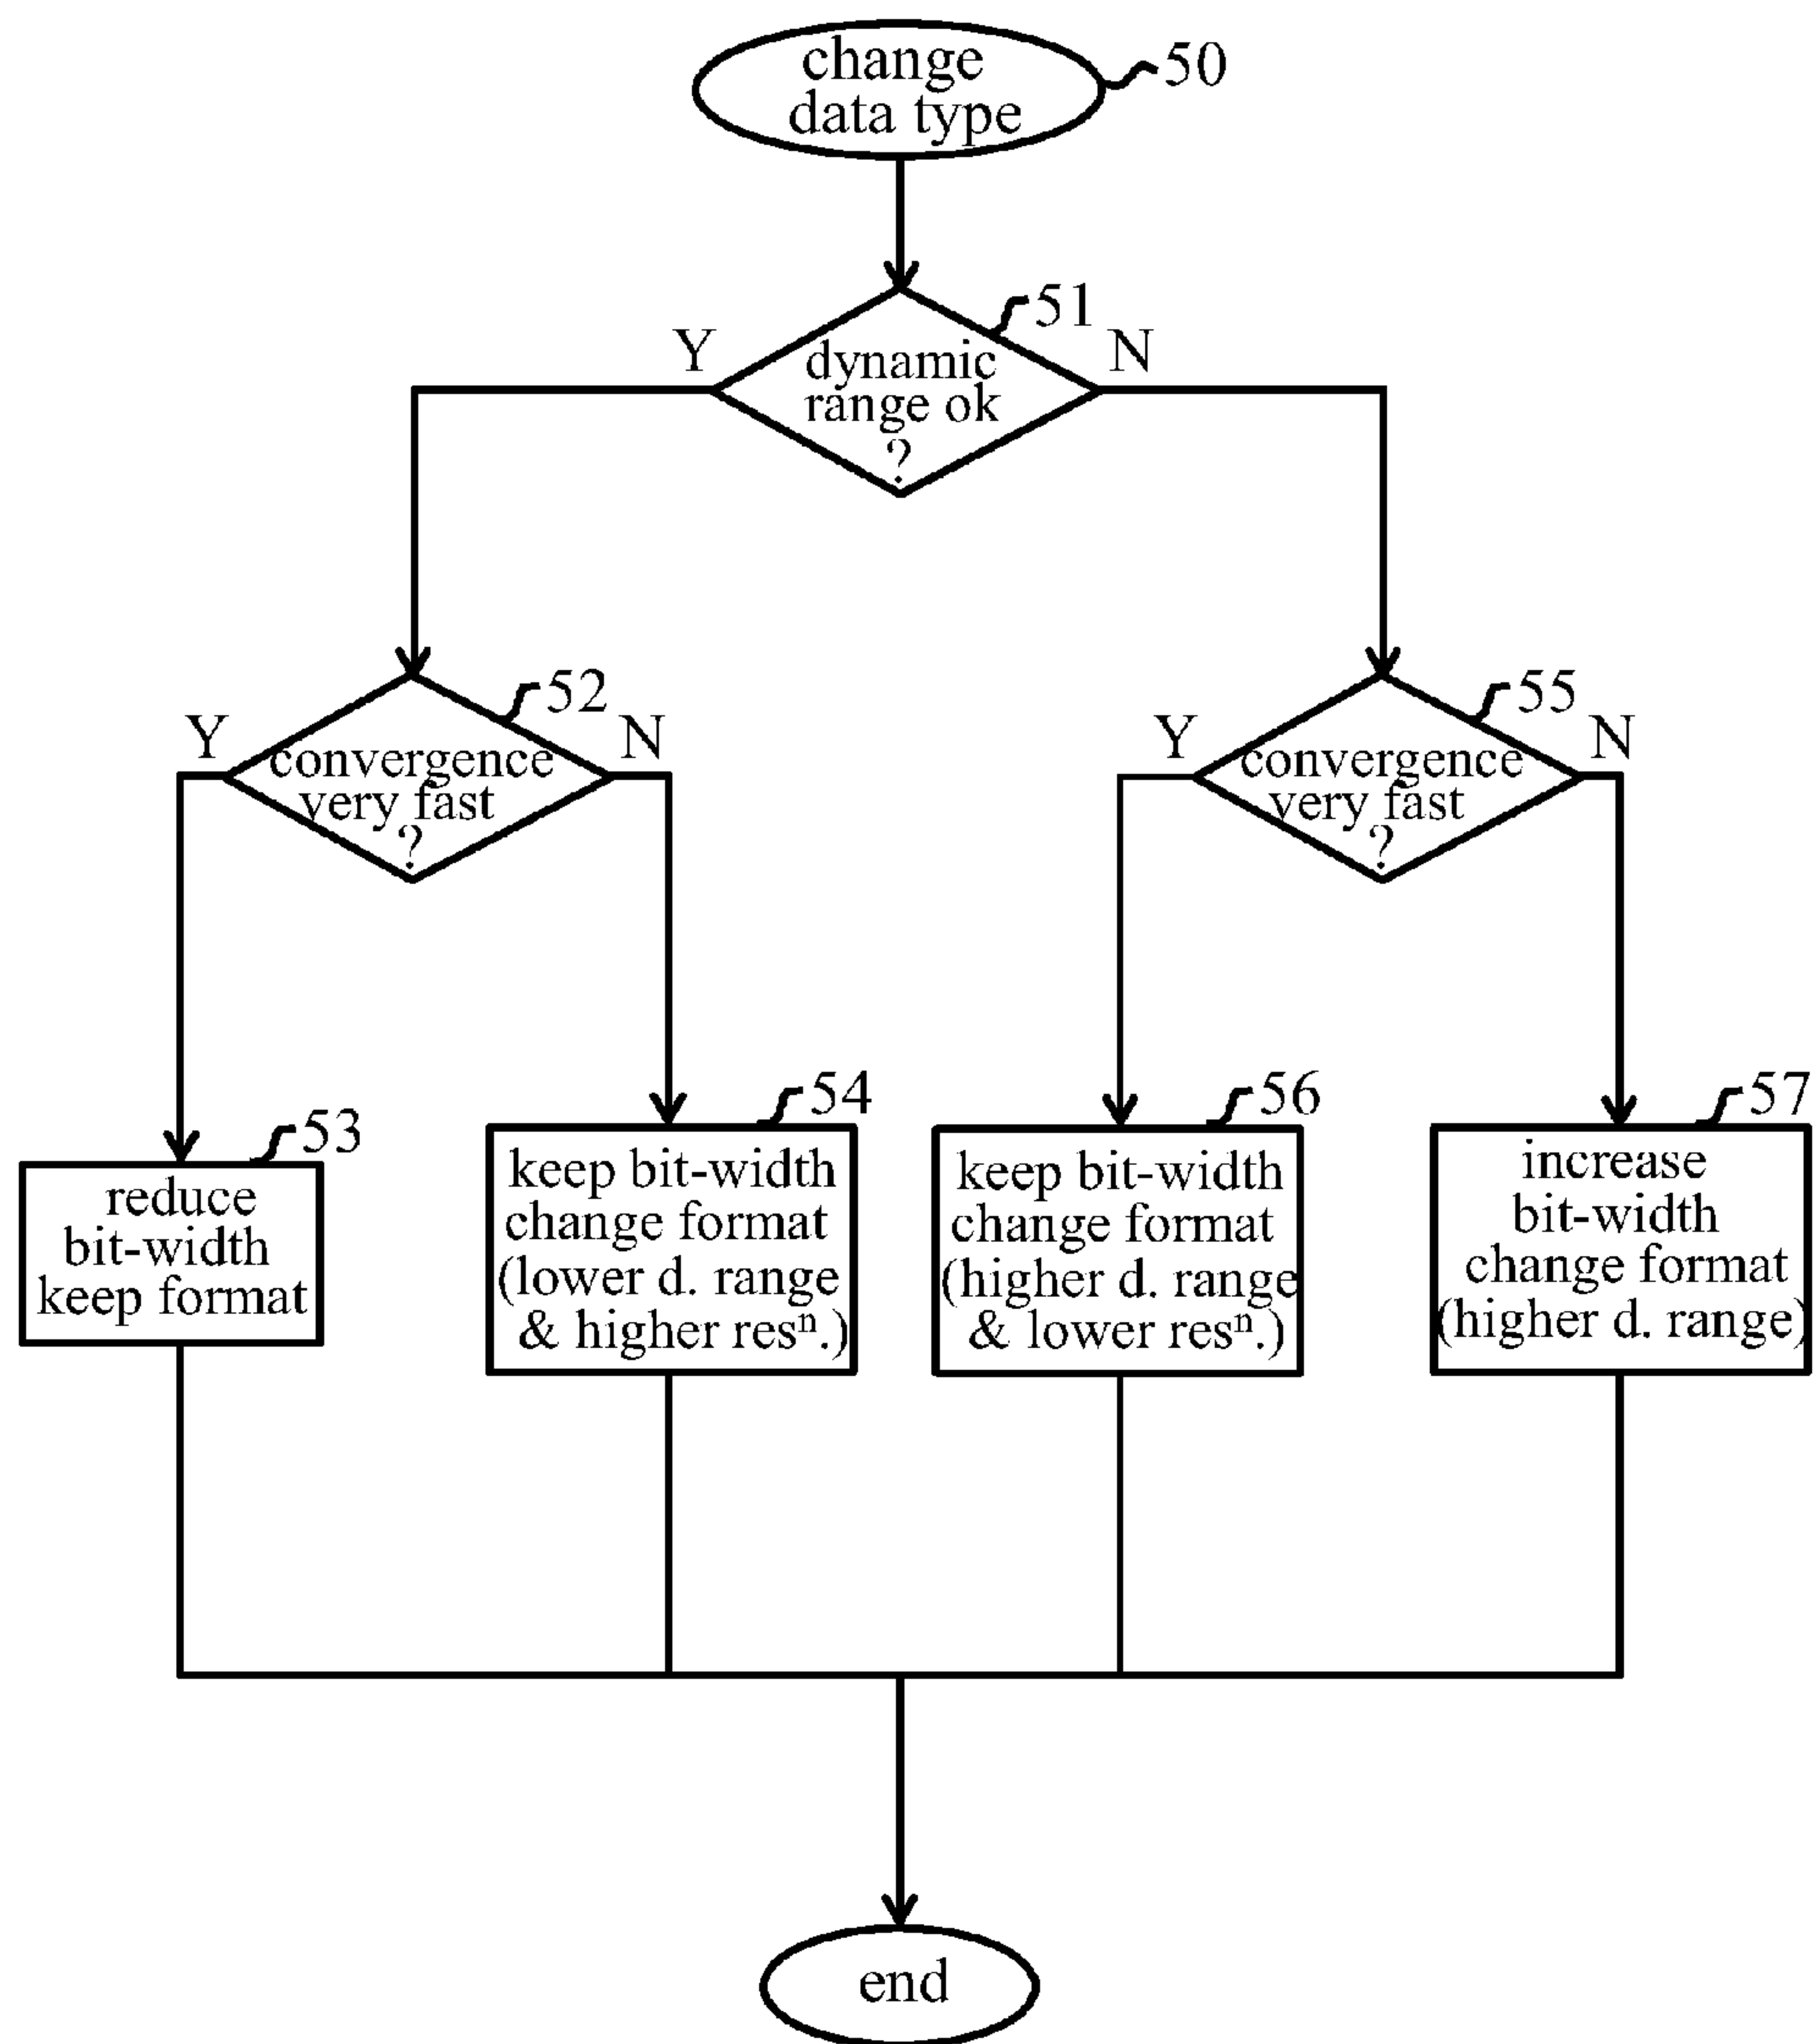 change
data type
50
51
Y
N
dynamic
range ok
?
52
Y
N
convergence
very fast
?
55
Y
N
convergence
very fast
?
53
reduce
bit-width
keep format
54
keep bit-width
change format
(lower d. range
& higher resⁿ.)
56
keep bit-width
change format
(higher d. range
& lower resⁿ.)
57
increase
bit-width
change format
(higher d. range)
end